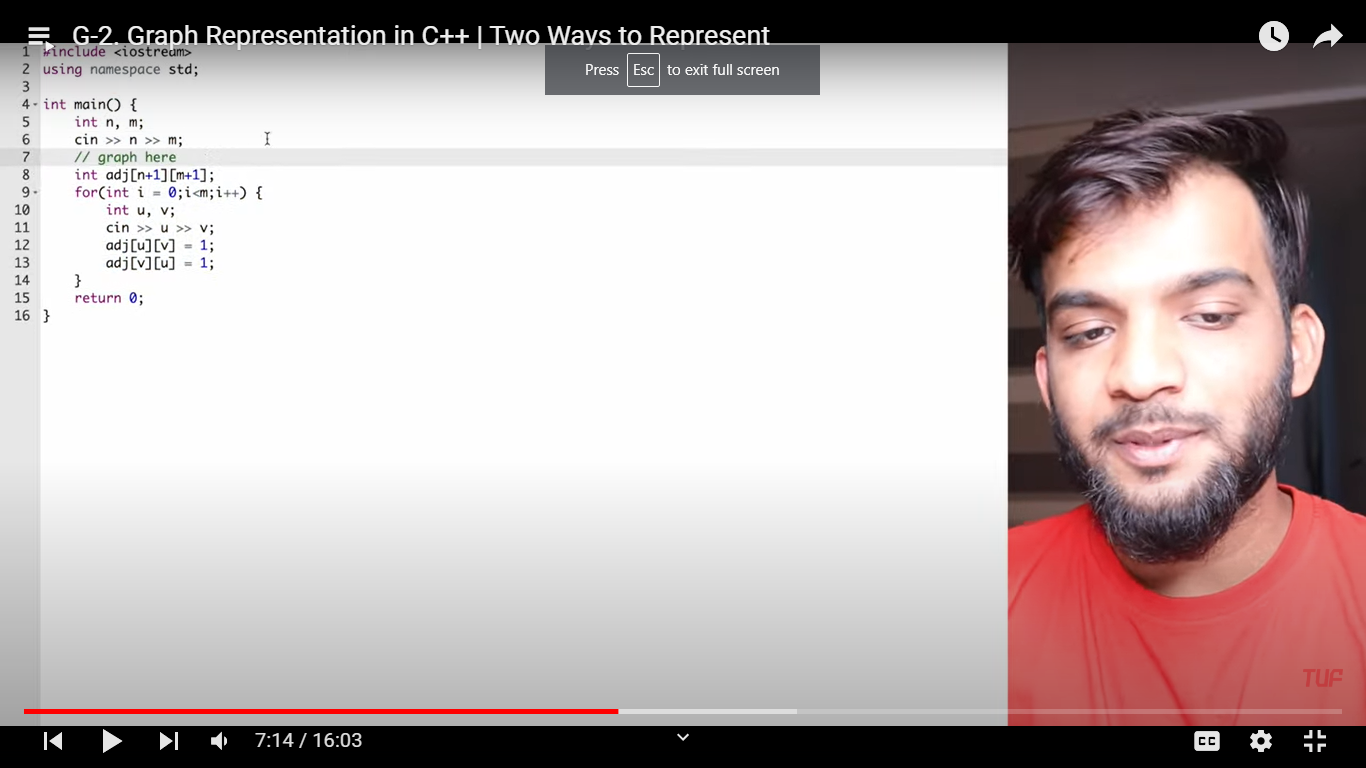 G-2. Graph Representation in C++ | Two Ways to Represent
Press Esc to exit full screen
1 #include <iostream>
2 using namespace std;
3
4 int main() {
5 int n, m;
6 cin >> n >> m;
7 // graph here
8 int adj[n+1][m+1];
9 for(int i = 0;i<m;i++) {
10 int u, v;
11 cin >> u >> v;
12 adj[u][v] = 1;
13 adj[v][u] = 1;
14 }
15 return 0;
16 }
TUF
7:14 / 16:03
CC